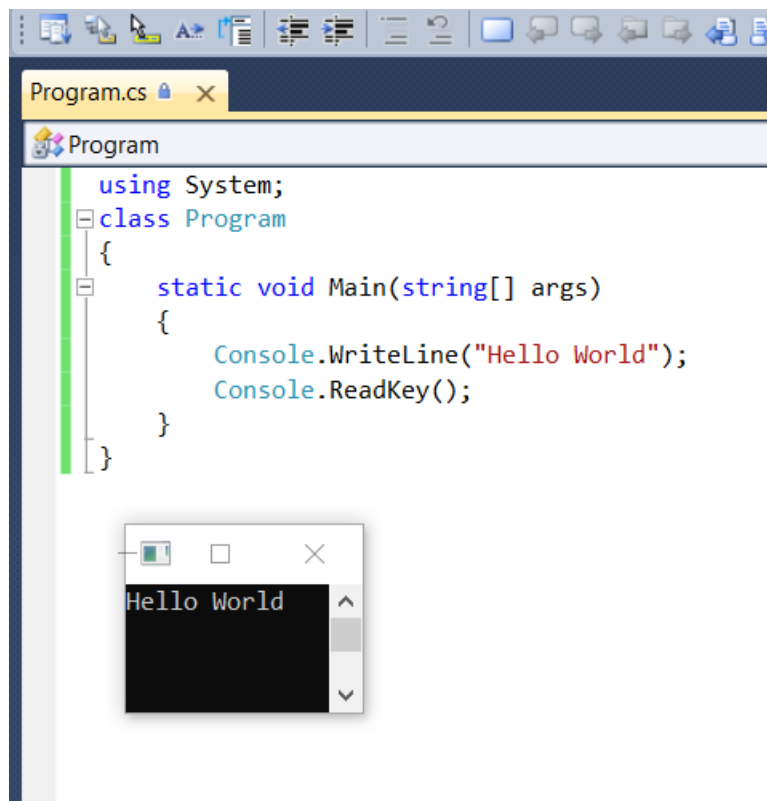 Program.cs
Program
using System;
class Program
{
static void Main(string[] args)
{
Console.WriteLine("Hello World");
Console.ReadKey();
}
}
Hello World